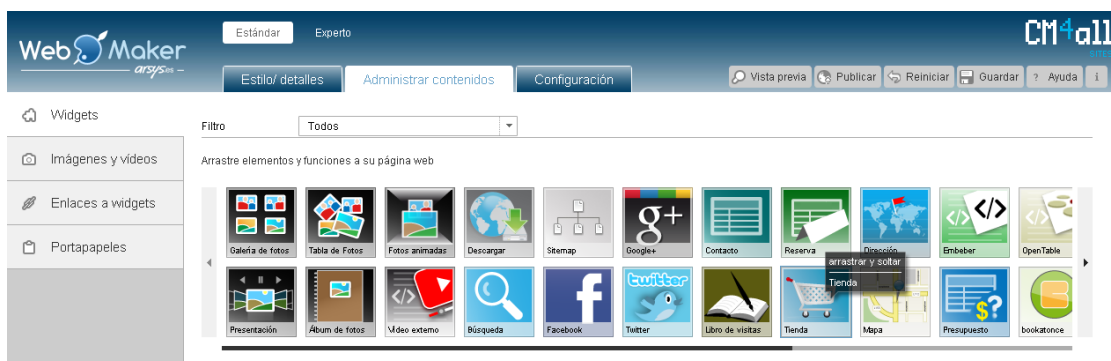 Web Maker
arsys.es
Estándar Experto
CM4all
SITES
Estilo/ detalles Administrar contenidos Configuración
Vista previa Publicar Reiniciar Guardar ? Ayuda i
Widgets
Imágenes y vídeos
Enlaces a widgets
Portapapeles
Filtro Todos
Arrastre elementos y funciones a su página web
g+
</> </>
Galería de fotos Tabla de Fotos Fotos animadas Descargar Sitemap Google+ Contacto Reserva Dirección Embeber OpenTable
arrastrar y soltar
Tienda
</> f twitter $?
Presentación Álbum de fotos Vídeo externo Búsqueda Facebook Twitter Libro de visitas Tienda Mapa Presupuesto bookatonce